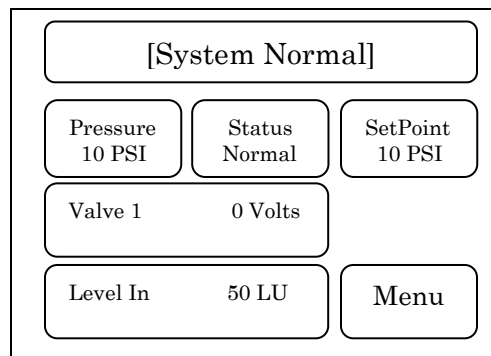 [System Normal]
Pressure
10 PSI
Status
Normal
SetPoint
10 PSI
Valve 1 0 Volts
Level In 50 LU
Menu